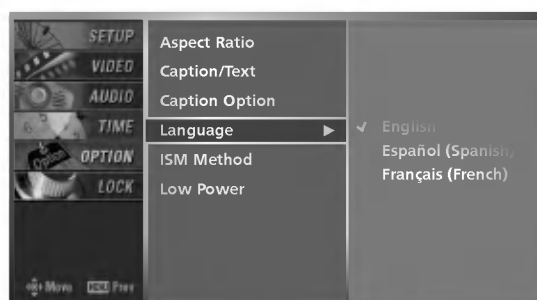 SETUP
VIDEO
AUDIO
TIME
OPTION
LOCK
Move
Prev
Aspect Ratio
Caption/Text
Caption Option
Language
ISM Method
Low Power
English
Español (Spanish)
Français (French)